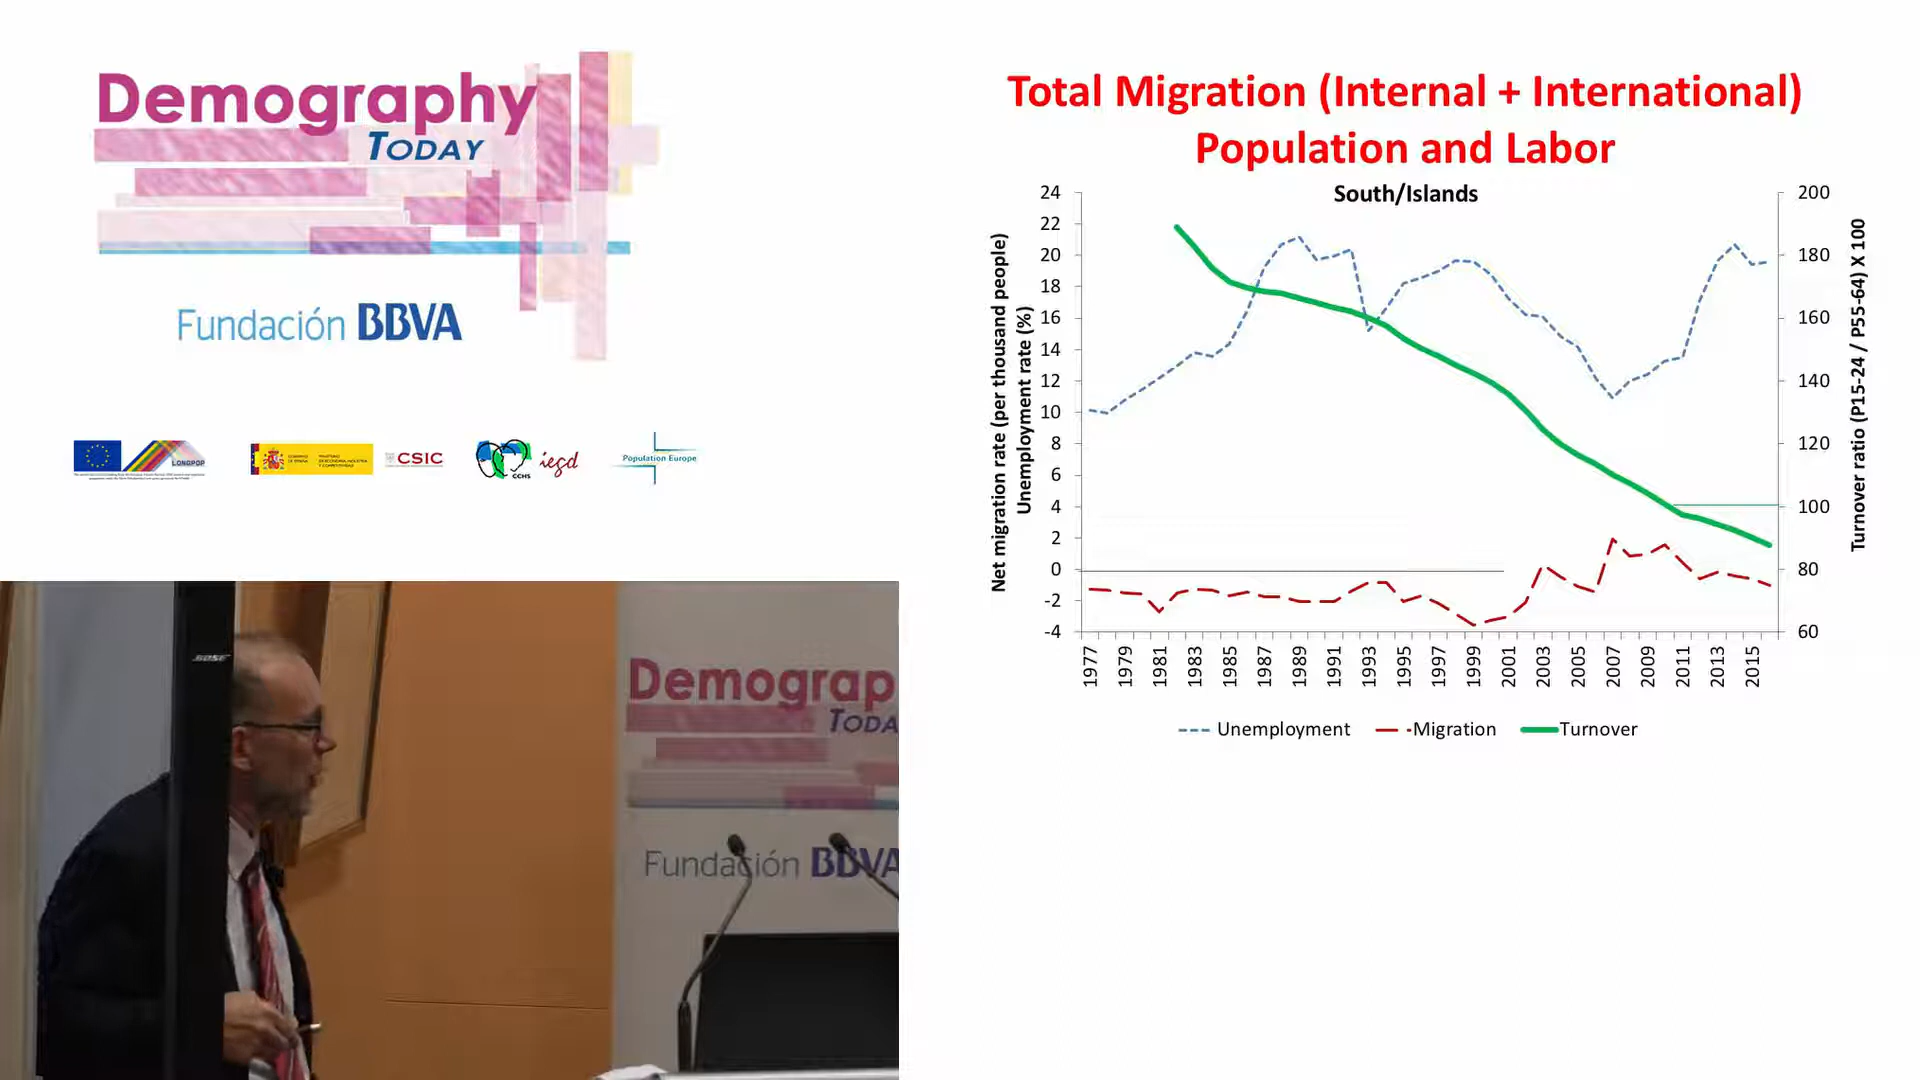 Demography
TODAY
Fundación BBVA
LONGPOP
CSIC
CCHS
iegd
Population Europe
Total Migration (Internal + International)
Population and Labor
South/Islands
Net migration rate (per thousand people)
Unemployment rate (%)
24
22
20
18
16
14
12
10
8
6
4
2
0
-2
-4
200
180
160
140
120
100
80
60
Turnover ratio (P15-24 / P55-64) X 100
1977
1979
1981
1983
1985
1987
1989
1991
1993
1995
1997
1999
2001
2003
2005
2007
2009
2011
2013
2015
Unemployment
Migration
Turnover
BOSE
Demograp
TODA
Fundación BBVA